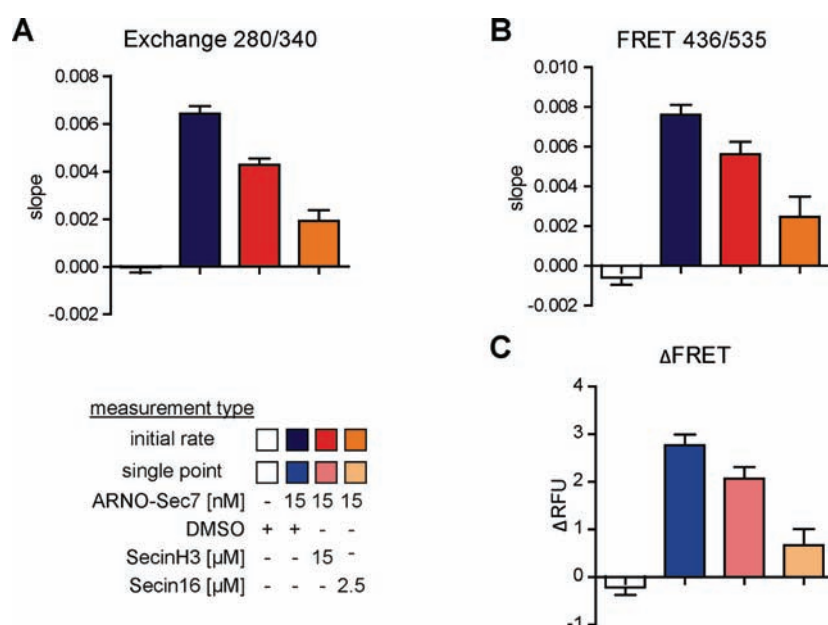 A
Exchange 280/340
0.008
0.006
0.004
0.002
0.000
-0.002
slope
B
FRET 436/535
0.010
0.008
0.006
0.004
0.002
0.000
-0.002
slope
C
ΔFRET
4
3
2
1
0
-1
ΔRFU
measurement type
initial rate
single point
ARNO-Sec7 [nM] - 15 15 15
DMSO + + - -
SecinH3 [µM] - - 15 -
Secin16 [µM] - - - 2.5